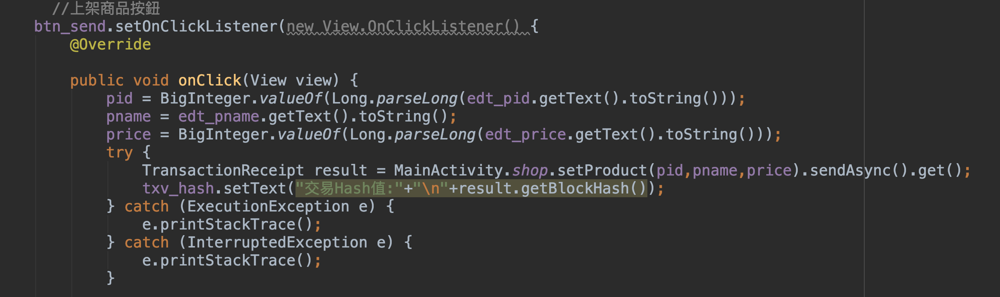 //上架商品按鈕
btn_send.setOnClickListener(new View.OnClickListener() {
@Override
public void onClick(View view) {
pid = BigInteger.valueOf(Long.parseLong(edt_pid.getText().toString()));
pname = edt_pname.getText().toString();
price = BigInteger.valueOf(Long.parseLong(edt_price.getText().toString()));
try {
TransactionReceipt result = MainActivity.shop.setProduct(pid,pname,price).sendAsync().get();
txv_hash.setText("交易Hash值:"+"\n"+result.getBlockHash());
} catch (ExecutionException e) {
e.printStackTrace();
} catch (InterruptedException e) {
e.printStackTrace();
}